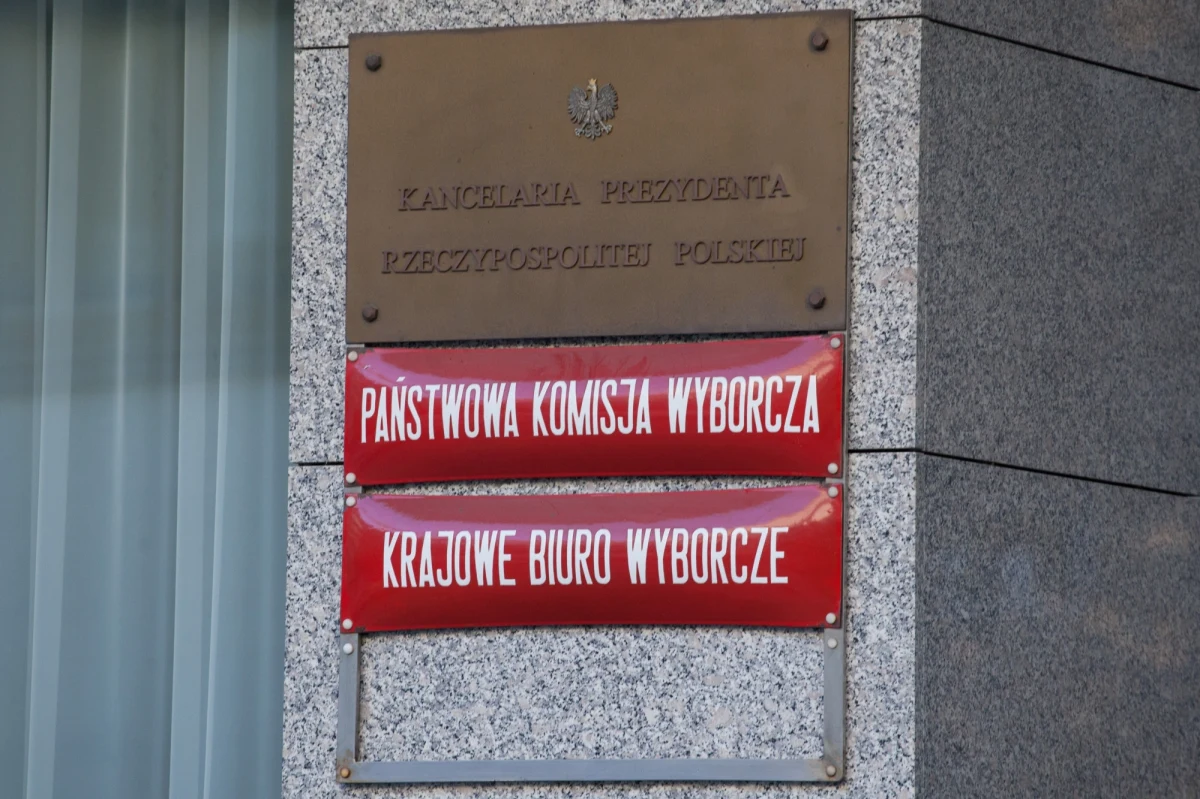 KANCELARIA PREZYDENTA
RZECZYPOSPOLITEJ POLSKIEJ
PAŃSTWOWA KOMISJA WYBORCZA
KRAJOWE BIURO WYBORCZE